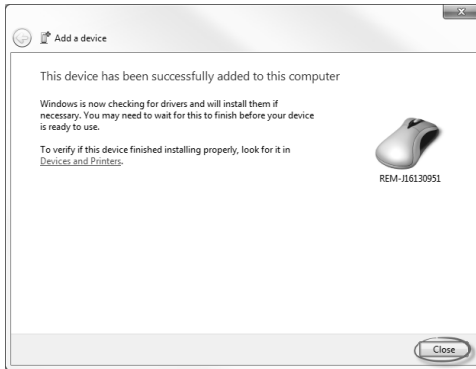 Add a device
This device has been successfully added to this computer
Windows is now checking for drivers and will install them if
necessary. You may need to wait for this to finish before your device
is ready to use.
To verify if this device finished installing properly, look for it in
Devices and Printers.
REM-J16130951
Close